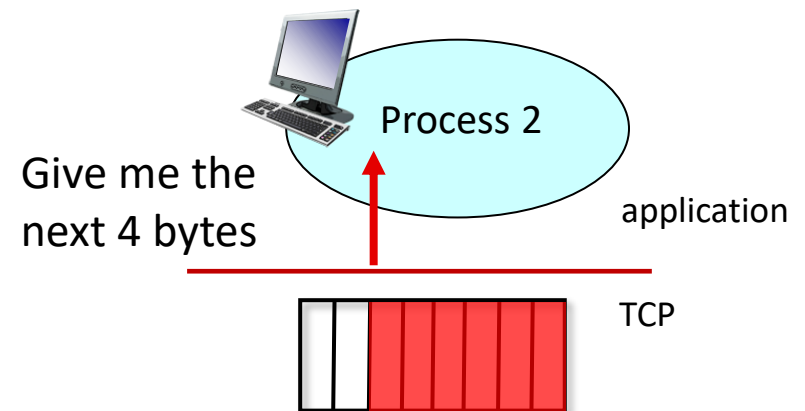 Process 2
Give me the
next 4 bytes
application
TCP